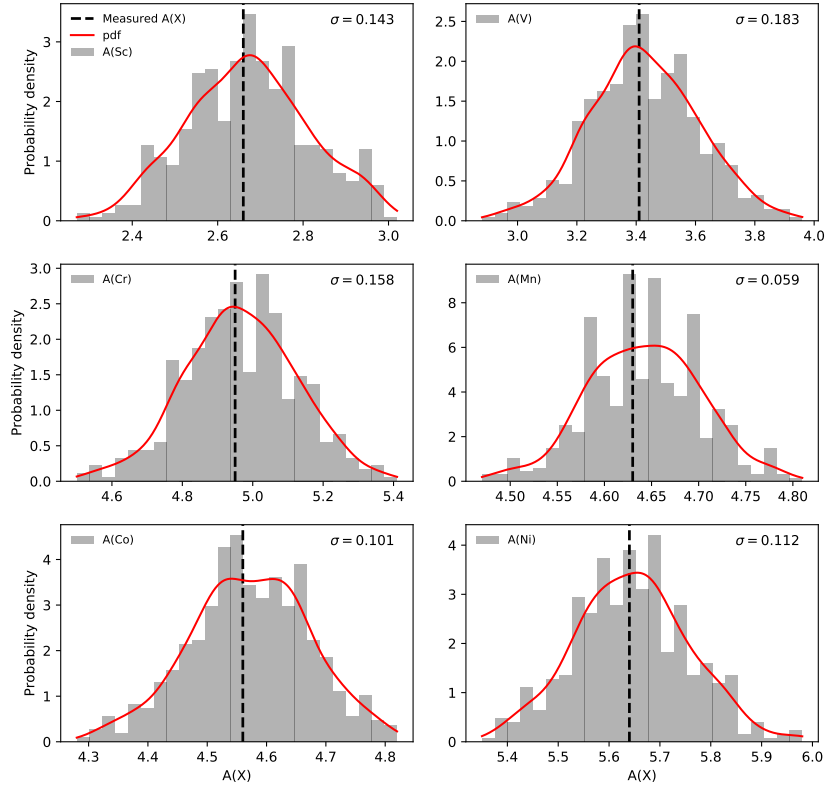 Measured A(X)
pdf
A(Sc)
σ = 0.143
Probability density
3
2
1
0
2.4 2.6 2.8 3.0
A(V)
σ = 0.183
2.5
2.0
1.5
1.0
0.5
0.0
3.0 3.2 3.4 3.6 3.8 4.0
A(Cr)
σ = 0.158
Probability density
3.0
2.5
2.0
1.5
1.0
0.5
0.0
4.6 4.8 5.0 5.2 5.4
A(Mn)
σ = 0.059
8
6
4
2
0
4.50 4.55 4.60 4.65 4.70 4.75 4.80
A(Co)
σ = 0.101
Probability density
4
3
2
1
0
4.3 4.4 4.5 4.6 4.7 4.8
A(X)
A(Ni)
σ = 0.112
4
3
2
1
0
5.4 5.5 5.6 5.7 5.8 5.9 6.0
A(X)